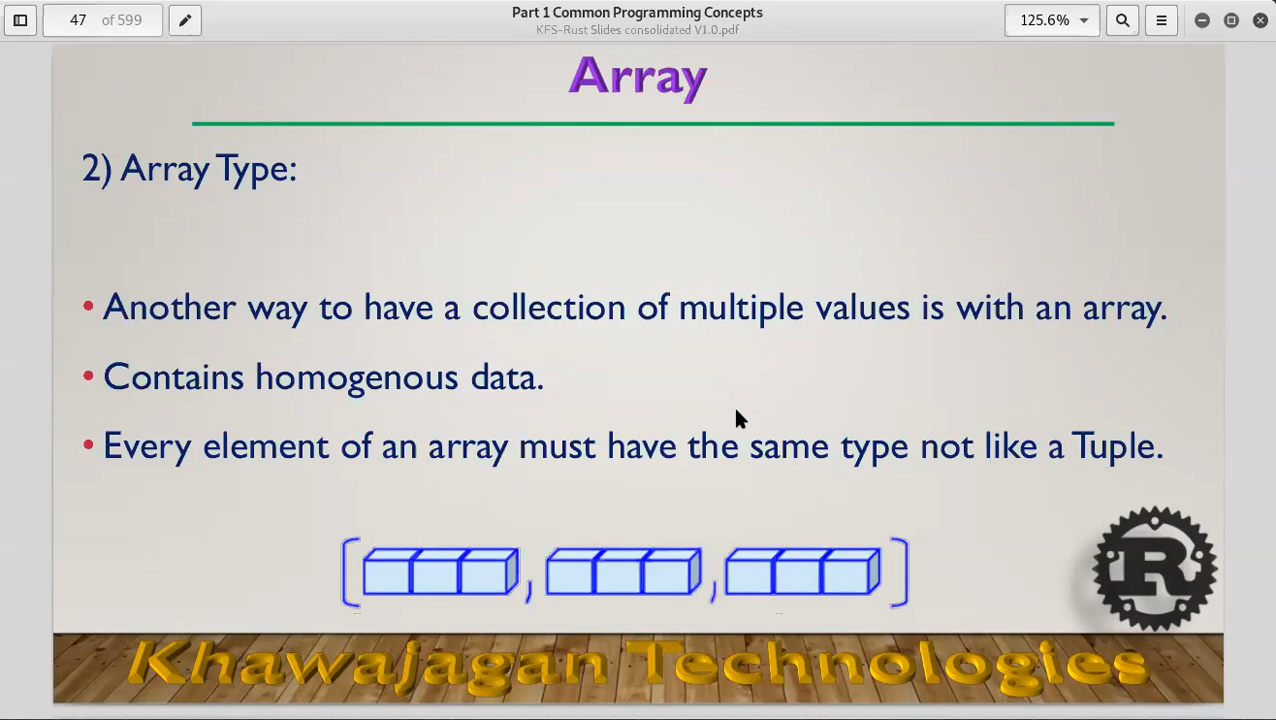 47 of 599
Part 1 Common Programming Concepts
KFS-Rust Slides consolidated V1.0.pdf
125.6%
Array
2) Array Type:
• Another way to have a collection of multiple values is with an array.
• Contains homogenous data.
• Every element of an array must have the same type not like a Tuple.
[ , , ]
R
Khawajagan Technologies